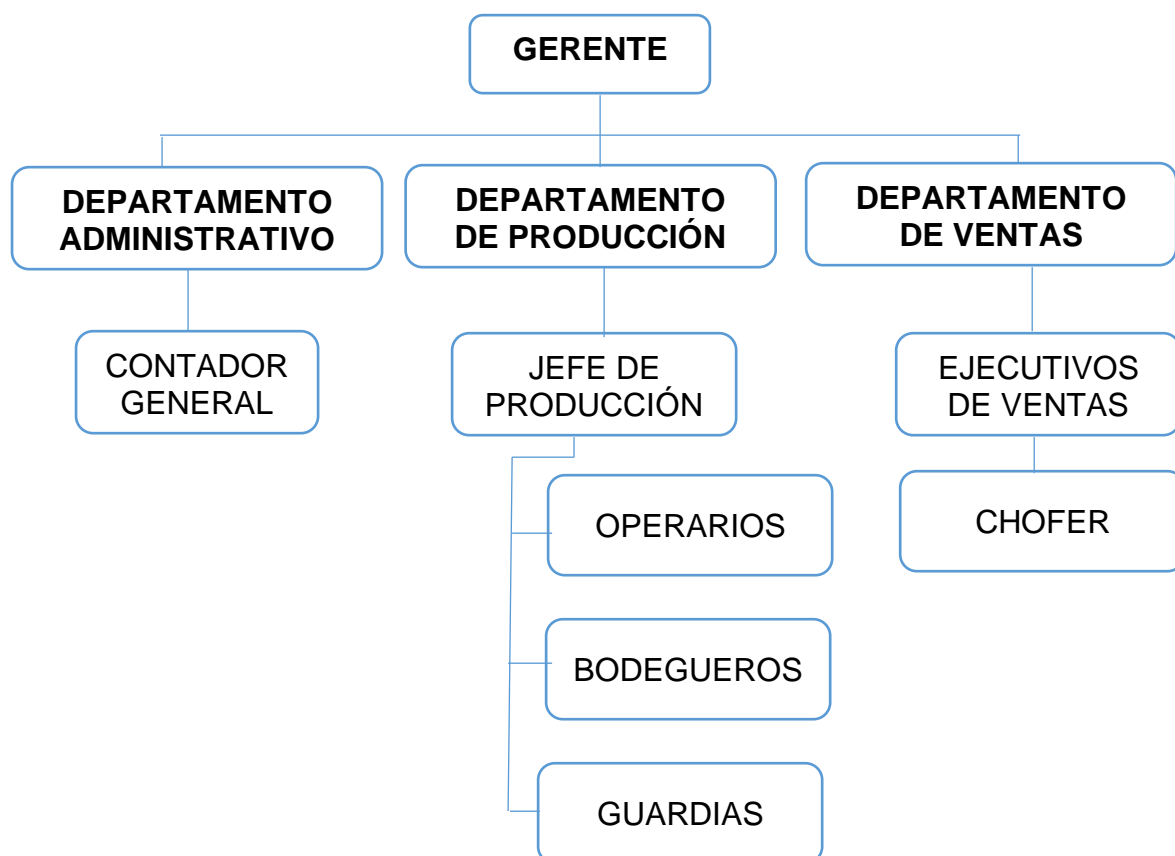 GERENTE
DEPARTAMENTO
ADMINISTRATIVO
DEPARTAMENTO
DE PRODUCCIÓN
DEPARTAMENTO
DE VENTAS
CONTADOR
GENERAL
JEFE DE
PRODUCCIÓN
EJECUTIVOS
DE VENTAS
OPERARIOS
CHOFER
BODEGUEROS
GUARDIAS